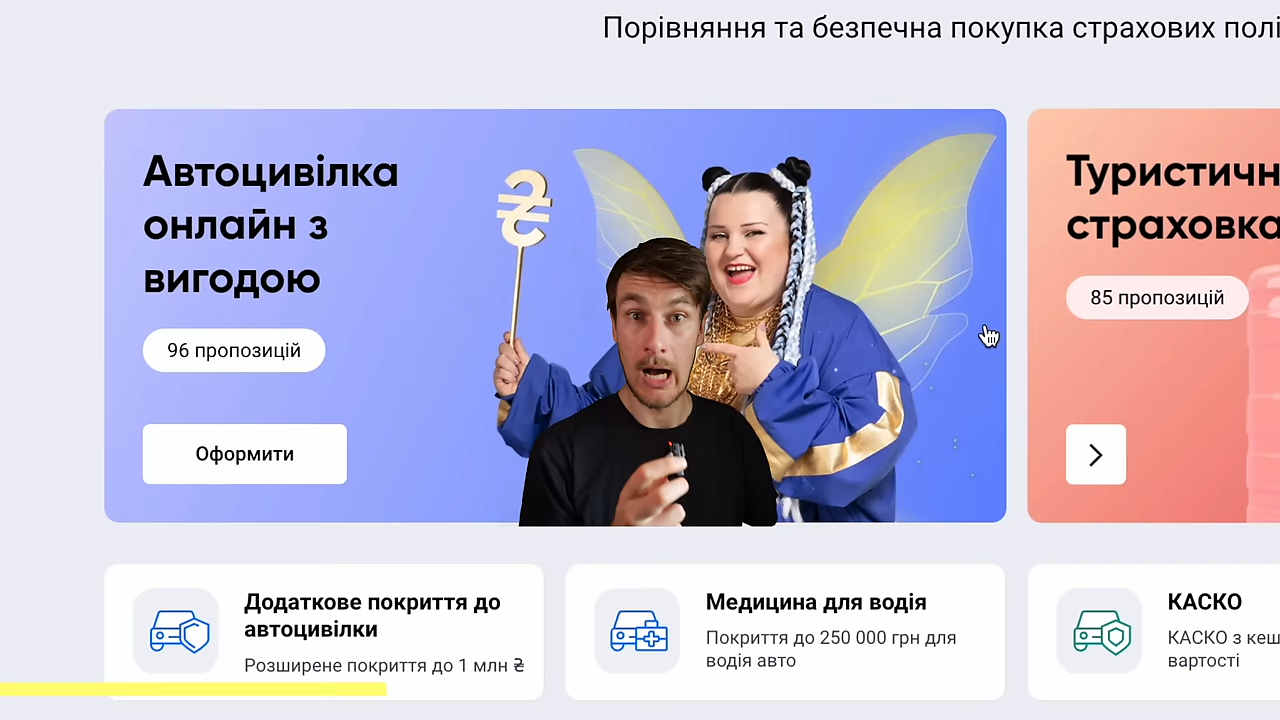 Порівняння та безпечна покупка страхових полі
Автоцивілка
онлайн з
вигодою
96 пропозицій
Оформити
Туристичн
страховка
85 пропозицій
Додаткове покриття до
автоцивілки
Розширене покриття до 1 млн ₴
Медицина для водія
Покриття до 250 000 грн для
водія авто
КАСКО
КАСКО з кеш
вартості